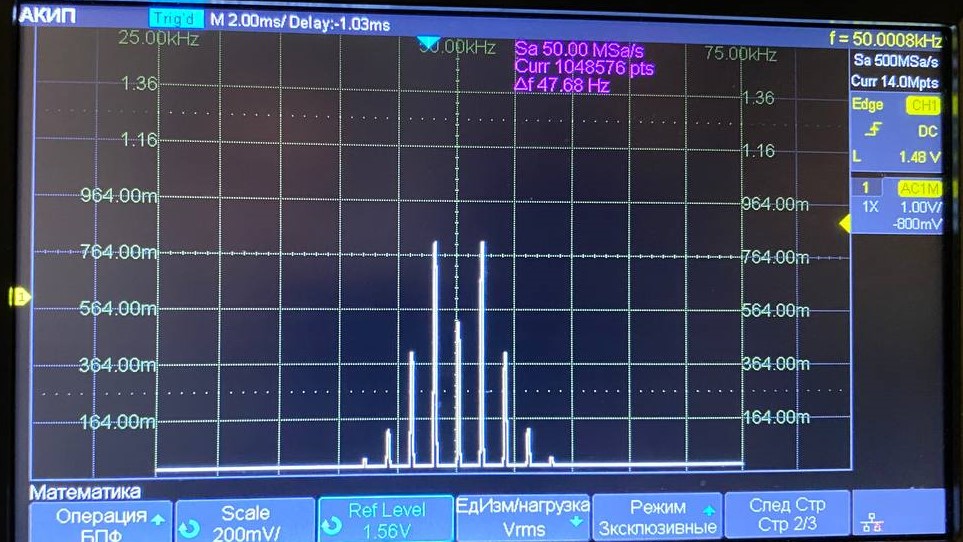 АКИП
Trig'd M 2.00ms/ Delay:-1.03ms
f = 50.0008kHz
25.00kHz 50.00kHz 75.00kHz
Sa 50.00 MSa/s
Curr 1048576 pts
Δf 47.68 Hz
Sa 500MSa/s
Curr 14.0Mpts
Edge CH1
DC
L 1.48 V
1 AC1M
1X 1.00V/
-800mV
1.36 1.36
1.16 1.16
964.00m 964.00m
764.00m 764.00m
1
564.00m 564.00m
364.00m 364.00m
164.00m 164.00m
Математика
Операция
БПФ
Scale
200mV/
Ref Level
1.56V
ЕдИзм/нагрузка
Vrms
Режим
Эксклюзивные
След Стр
Стр 2/3